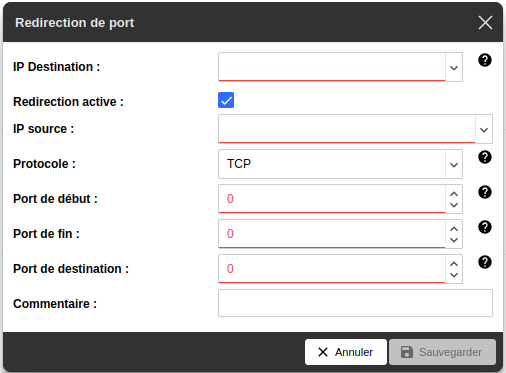 Redirection de port
IP Destination :
Redirection active :
IP source :
Protocole : TCP
Port de début : 0
Port de fin : 0
Port de destination : 0
Commentaire :
Annuler Sauvegarder